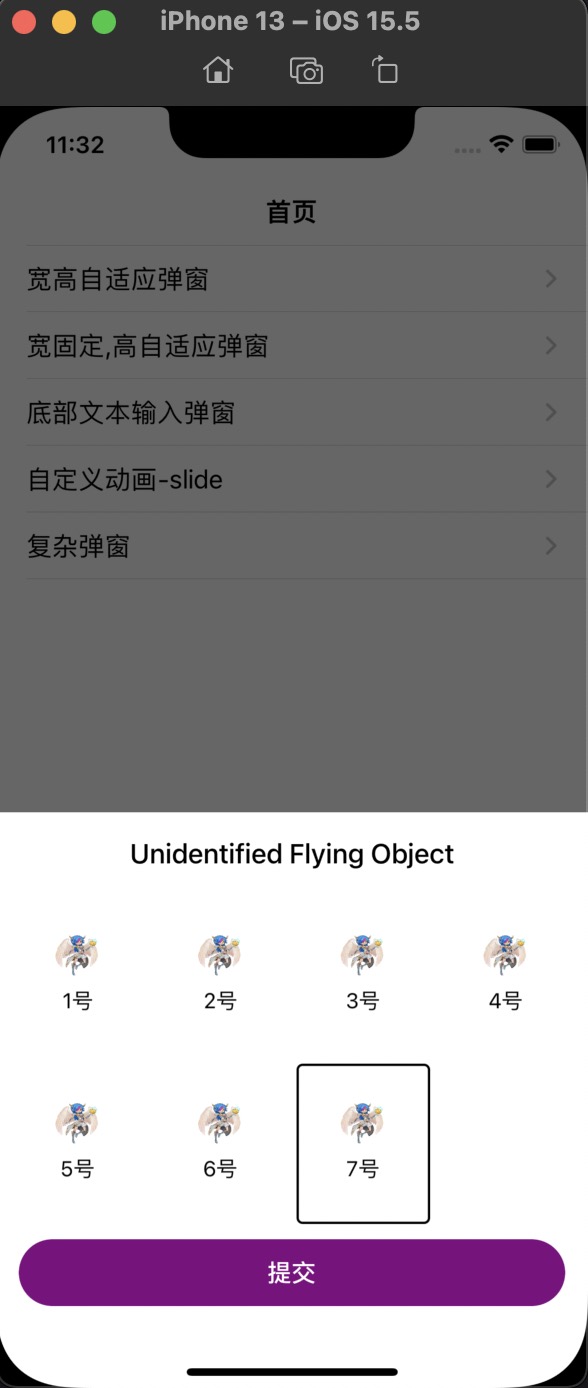 iPhone 13 – iOS 15.5
11:32
首页
宽高自适应弹窗
宽固定,高自适应弹窗
底部文本输入弹窗
自定义动画-slide
复杂弹窗
Unidentified Flying Object
1号 2号 3号 4号
5号 6号 7号
提交